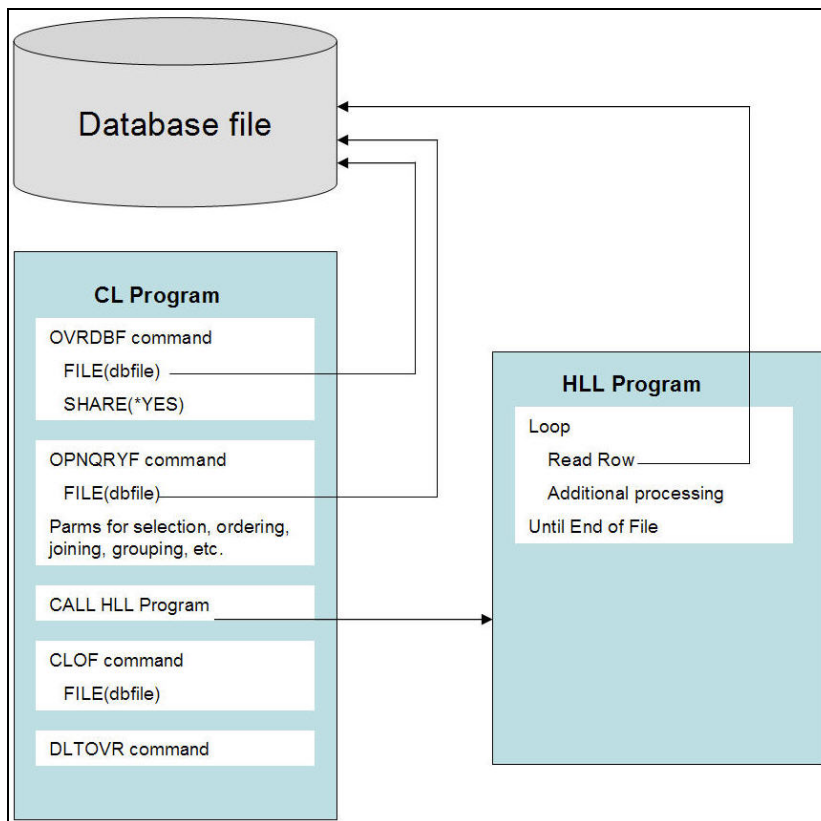 Database file
CL Program
OVRDBF command
FILE(dbfile)
SHARE(*YES)
OPNQRYF command
FILE(dbfile)
Parms for selection, ordering,
joining, grouping, etc.
CALL HLL Program
CLOF command
FILE(dbfile)
DLTOVR command
HLL Program
Loop
Read Row
Additional processing
Until End of File